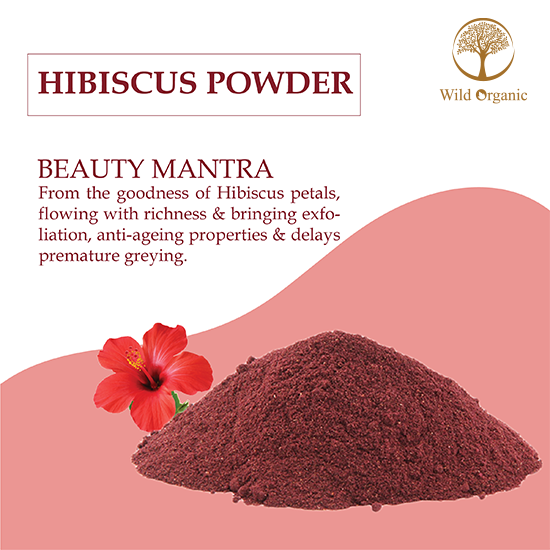 HIBISCUS POWDER
Wild Organic
BEAUTY MANTRA
From the goodness of Hibiscus petals,
flowing with richness & bringing exfo-
liation, anti-ageing properties & delays
premature greying.